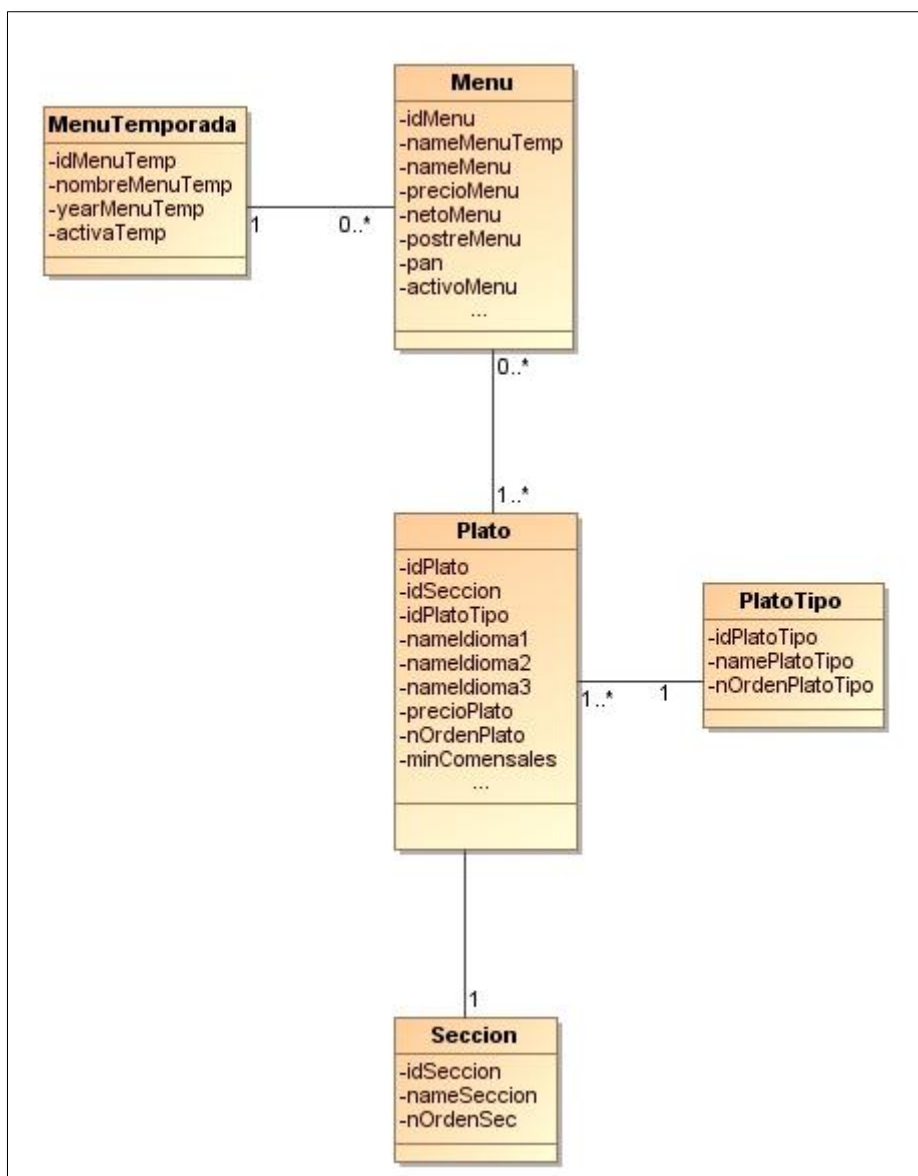 MenuTemporada
-idMenuTemp
-nombreMenuTemp
-yearMenuTemp
-activaTemp
1
0..*
Menu
-idMenu
-nameMenuTemp
-nameMenu
-precioMenu
-netoMenu
-postreMenu
-pan
-activoMenu
...
0..*
1..*
Plato
-idPlato
-idSeccion
-idPlatoTipo
-nameIdioma1
-nameIdioma2
-nameIdioma3
-precioPlato
-nOrdenPlato
-minComensales
...
1..*
1
PlatoTipo
-idPlatoTipo
-namePlatoTipo
-nOrdenPlatoTipo
1
Seccion
-idSeccion
-nameSeccion
-nOrdenSec